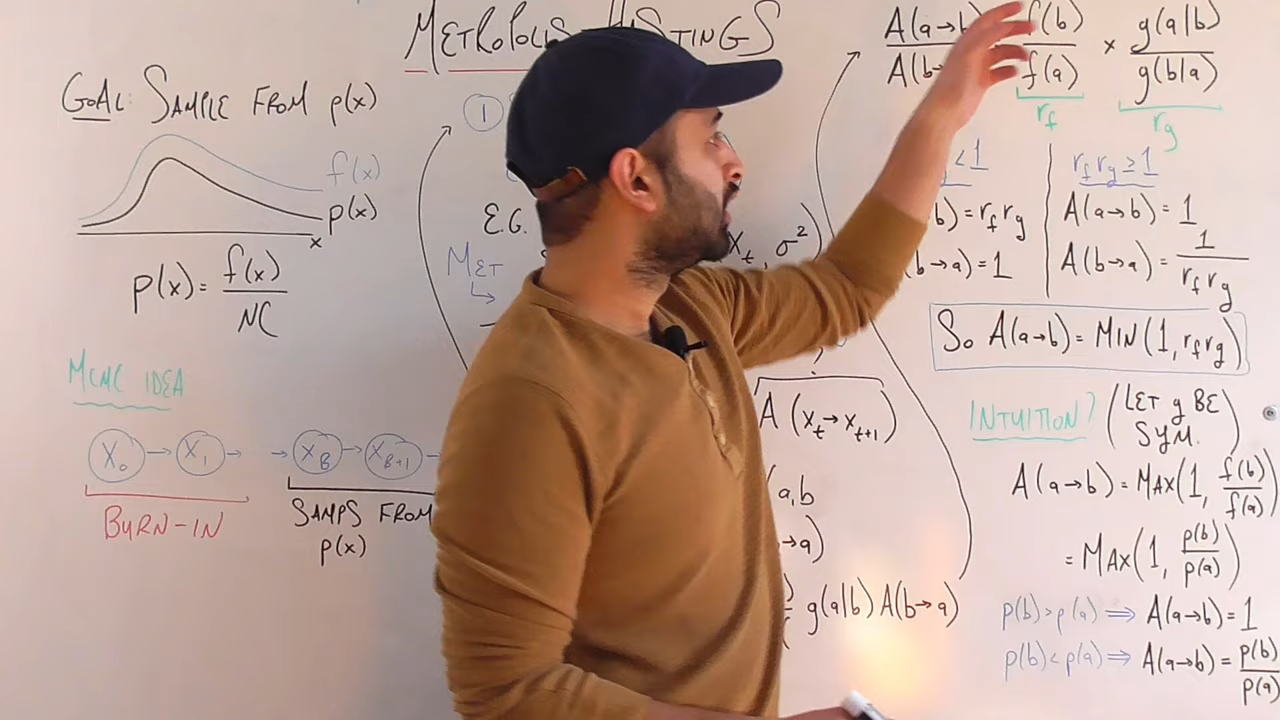 METROPOLIS HASTINGS
GOAL: SAMPLE FROM p(x)
f(x)
p(x)
x
p(x) = f(x) / NC
MCMC IDEA
X₀ → X₁ → → X_B → X_{B+1} →
BURN-IN
SAMPS FROM
p(x)
1
E.G.
X_t, σ²)
MET
A (X_t → X_{t+1})
a,b
→a)
g(a|b) A(b→a)
A(a→b) / A(b→ f(b) / f(a) × g(a|b) / g(b|a)
r_f
r_g
<1
b) = r_f r_g
(b→a) = 1
r_f r_g ≥ 1
A(a→b) = 1
A(b→a) = 1 / r_f r_g
So A(a→b) = MIN(1, r_f r_g)
INTUITION? (LET g BE
SYM.)
A(a→b) = MAX(1, f(b) / f(a))
= MAX(1, p(b) / p(a))
p(b) > p(a) ⟹ A(a→b) = 1
p(b) < p(a) ⟹ A(a→b) = p(b) / p(a)